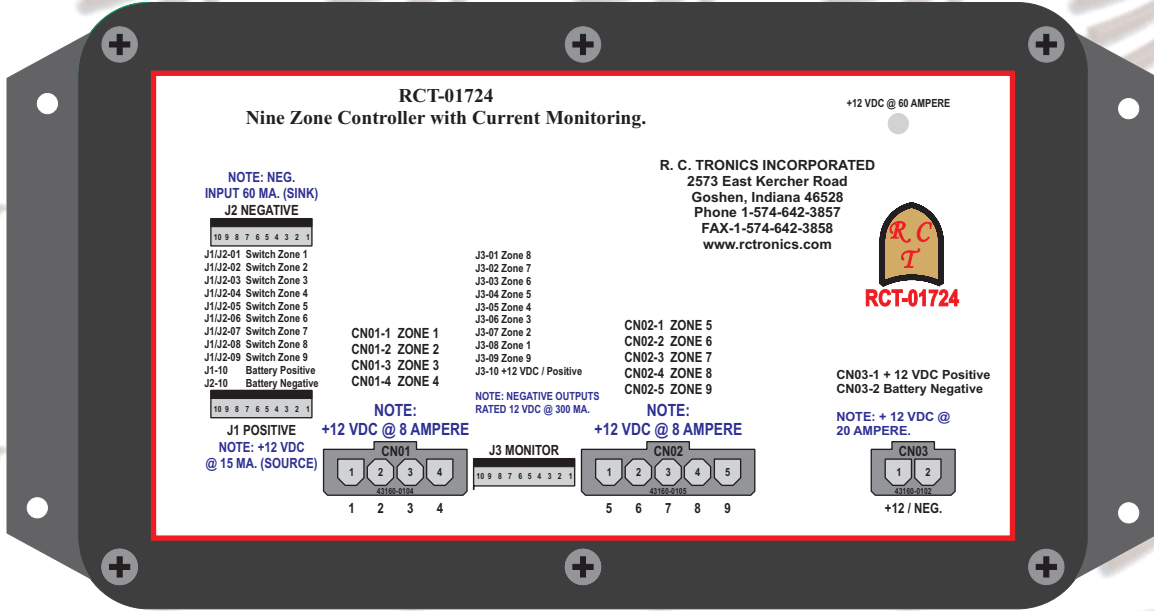 RCT-01724
Nine Zone Controller with Current Monitoring.
+12 VDC @ 60 AMPERE
R. C. TRONICS INCORPORATED
2573 East Kercher Road
Goshen, Indiana 46528
Phone 1-574-642-3857
FAX-1-574-642-3858
www.rctronics.com
R C
T
RCT-01724
NOTE: NEG.
INPUT 60 MA. (SINK)
J2 NEGATIVE
10 9 8 7 6 5 4 3 2 1
J1/J2-01 Switch Zone 1
J1/J2-02 Switch Zone 2
J1/J2-03 Switch Zone 3
J1/J2-04 Switch Zone 4
J1/J2-05 Switch Zone 5
J1/J2-06 Switch Zone 6
J1/J2-07 Switch Zone 7
J1/J2-08 Switch Zone 8
J1/J2-09 Switch Zone 9
J1-10 Battery Positive
J2-10 Battery Negative
10 9 8 7 6 5 4 3 2 1
J1 POSITIVE
NOTE: +12 VDC
@ 15 MA. (SOURCE)
CN01-1 ZONE 1
CN01-2 ZONE 2
CN01-3 ZONE 3
CN01-4 ZONE 4
NOTE:
+12 VDC @ 8 AMPERE
CN01
1 2 3 4
43160-0104
1 2 3 4
J3-01 Zone 8
J3-02 Zone 7
J3-03 Zone 6
J3-04 Zone 5
J3-05 Zone 4
J3-06 Zone 3
J3-07 Zone 2
J3-08 Zone 1
J3-09 Zone 9
J3-10 +12 VDC / Positive
NOTE: NEGATIVE OUTPUTS
RATED 12 VDC @ 300 MA.
J3 MONITOR
10 9 8 7 6 5 4 3 2 1
CN02-1 ZONE 5
CN02-2 ZONE 6
CN02-3 ZONE 7
CN02-4 ZONE 8
CN02-5 ZONE 9
NOTE:
+12 VDC @ 8 AMPERE
CN02
1 2 3 4 5
43160-0105
5 6 7 8 9
CN03-1 + 12 VDC Positive
CN03-2 Battery Negative
NOTE: + 12 VDC @
20 AMPERE.
CN03
1 2
43160-0102
+12 / NEG.